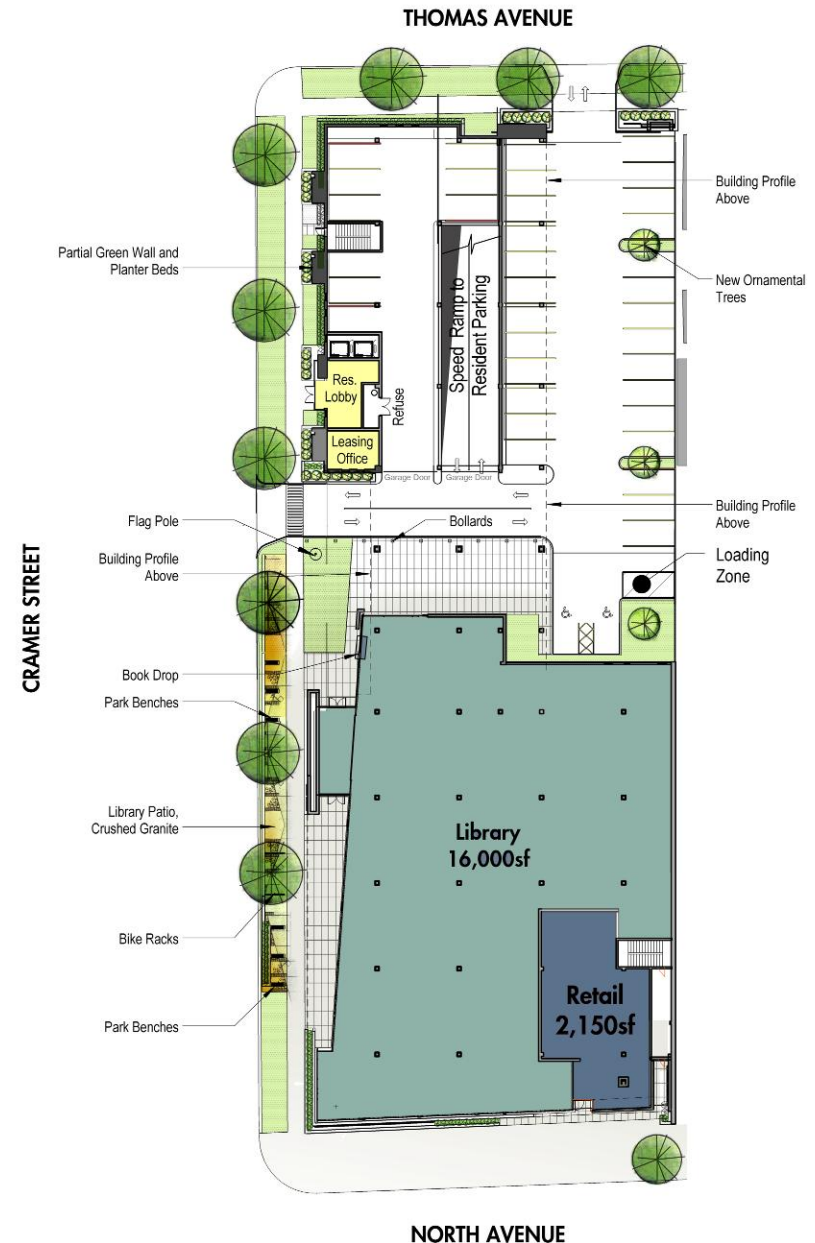 THOMAS AVENUE
Building Profile
Above
Partial Green Wall and
Planter Beds
New Ornamental
Trees
Speed Ramp to
Resident Parking
Res.
Lobby
Refuse
Leasing
Office
Garage Door
Garage Door
Building Profile
Above
Flag Pole
Bollards
Building Profile
Above
Loading
Zone
CRAMER STREET
Book Drop
Park Benches
Library Patio,
Crushed Granite
Library
16,000sf
Bike Racks
Retail
2,150sf
Park Benches
NORTH AVENUE